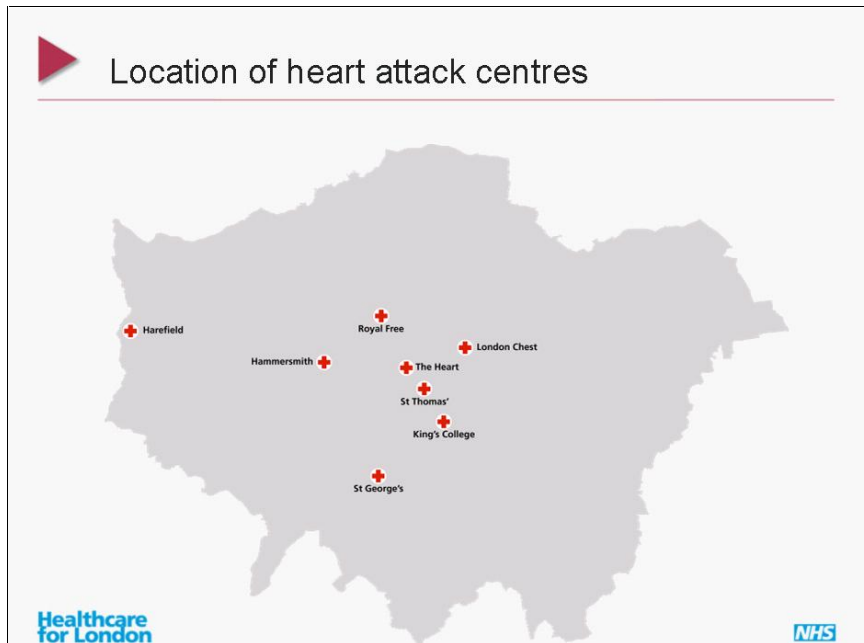 Location of heart attack centres
Royal Free
Harefield
London Chest
Hammersmith
The Heart
St Thomas'
King's College
St George's
Healthcare
for London
NHS